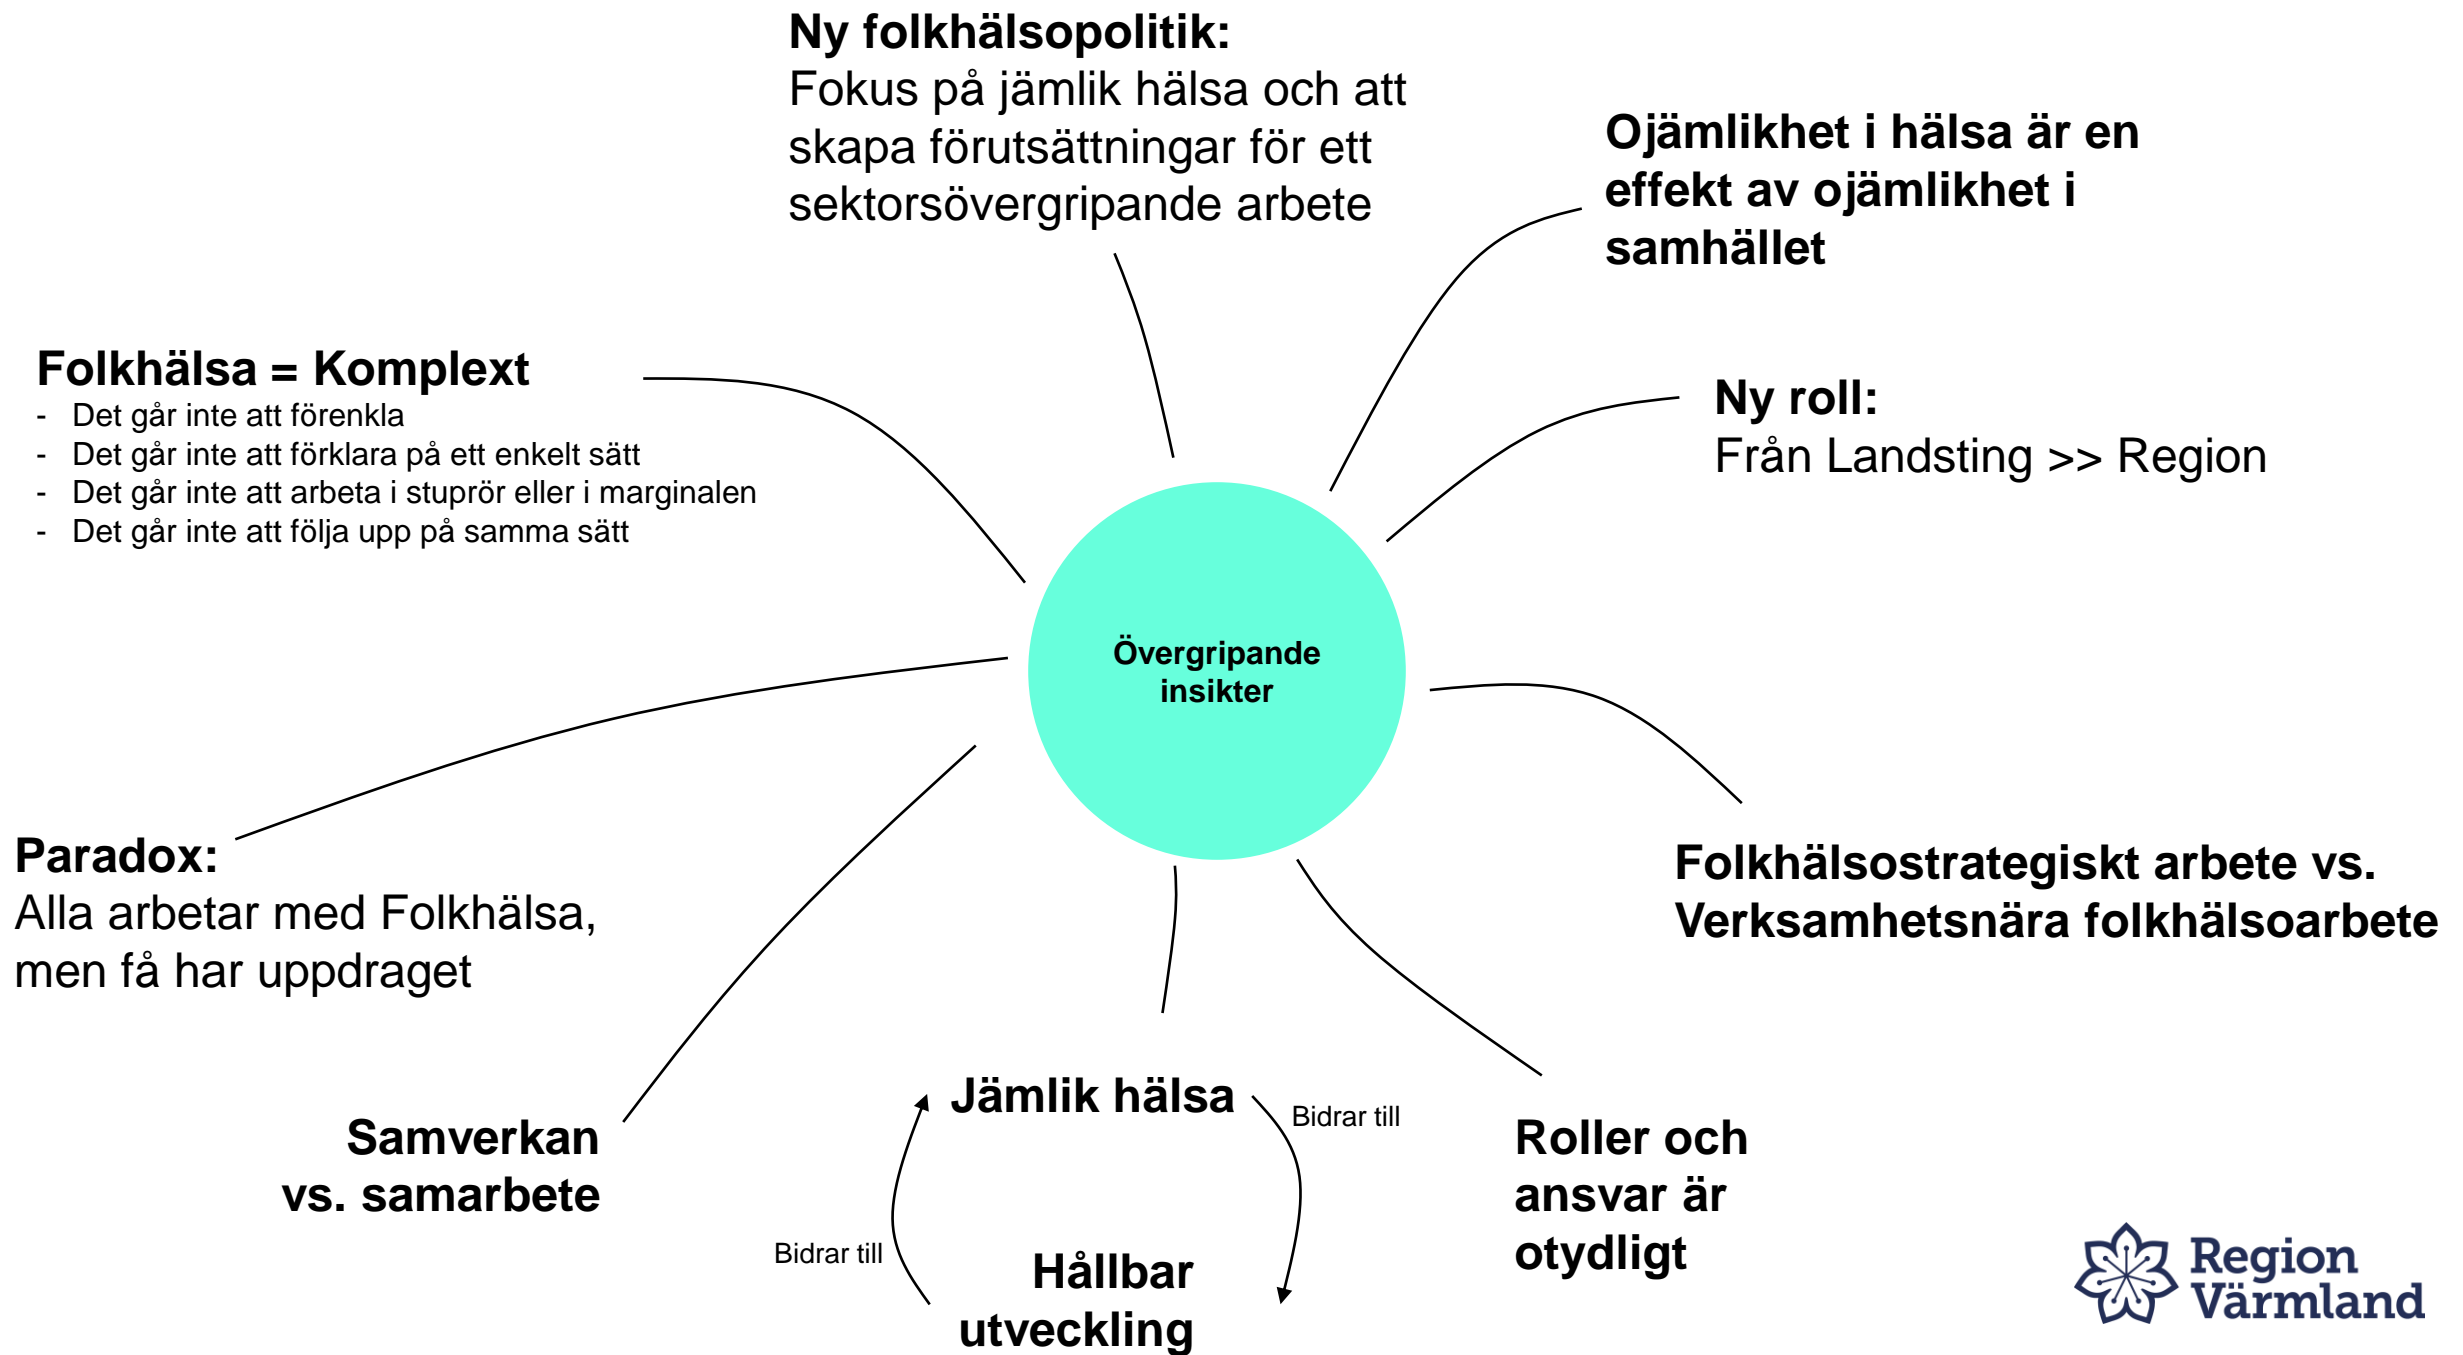 Ny folkhälsopolitik:
Fokus på jämlik hälsa och att
skapa förutsättningar för ett
sektorsövergripande arbete
Ojämlikhet i hälsa är en
effekt av ojämlikhet i
samhället
Folkhälsa = Komplext
- Det går inte att förenkla
- Det går inte att förklara på ett enkelt sätt
- Det går inte att arbeta i stuprör eller i marginalen
- Det går inte att följa upp på samma sätt
Ny roll:
Från Landsting >> Region
Övergripande
insikter
Paradox:
Alla arbetar med Folkhälsa,
men få har uppdraget
Folkhälsostrategiskt arbete vs.
Verksamhetsnära folkhälsoarbete
Samverkan
vs. samarbete
Jämlik hälsa
Bidrar till
Bidrar till
Hållbar
utveckling
Roller och
ansvar är
otydligt
Region
Värmland